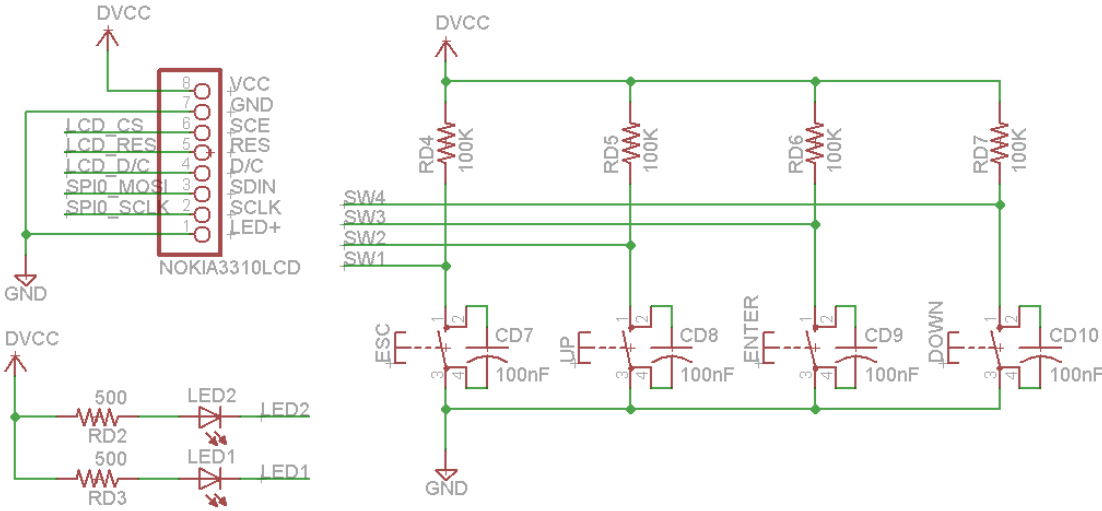 DVCC
8 VCC
7 GND
LCD_CS 6 SCE
LCD_RES 5 RES
LCD_D/C 4 D/C
SPI0_MOSI 3 SDIN
SPI0_SCLK 2 SCLK
1 LED+
NOKIA3310LCD
GND
DVCC
500 LED2 LED2
RD2
500 LED1 LED1
RD3
DVCC
RD4 100K
RD5 100K
RD6 100K
RD7 100K
SW4
SW3
SW2
SW1
ESC 1 2 3 4 CD7 100nF
UP 1 2 3 4 CD8 100nF
ENTER 1 2 3 4 CD9 100nF
DOWN 1 2 3 4 CD10 100nF
GND